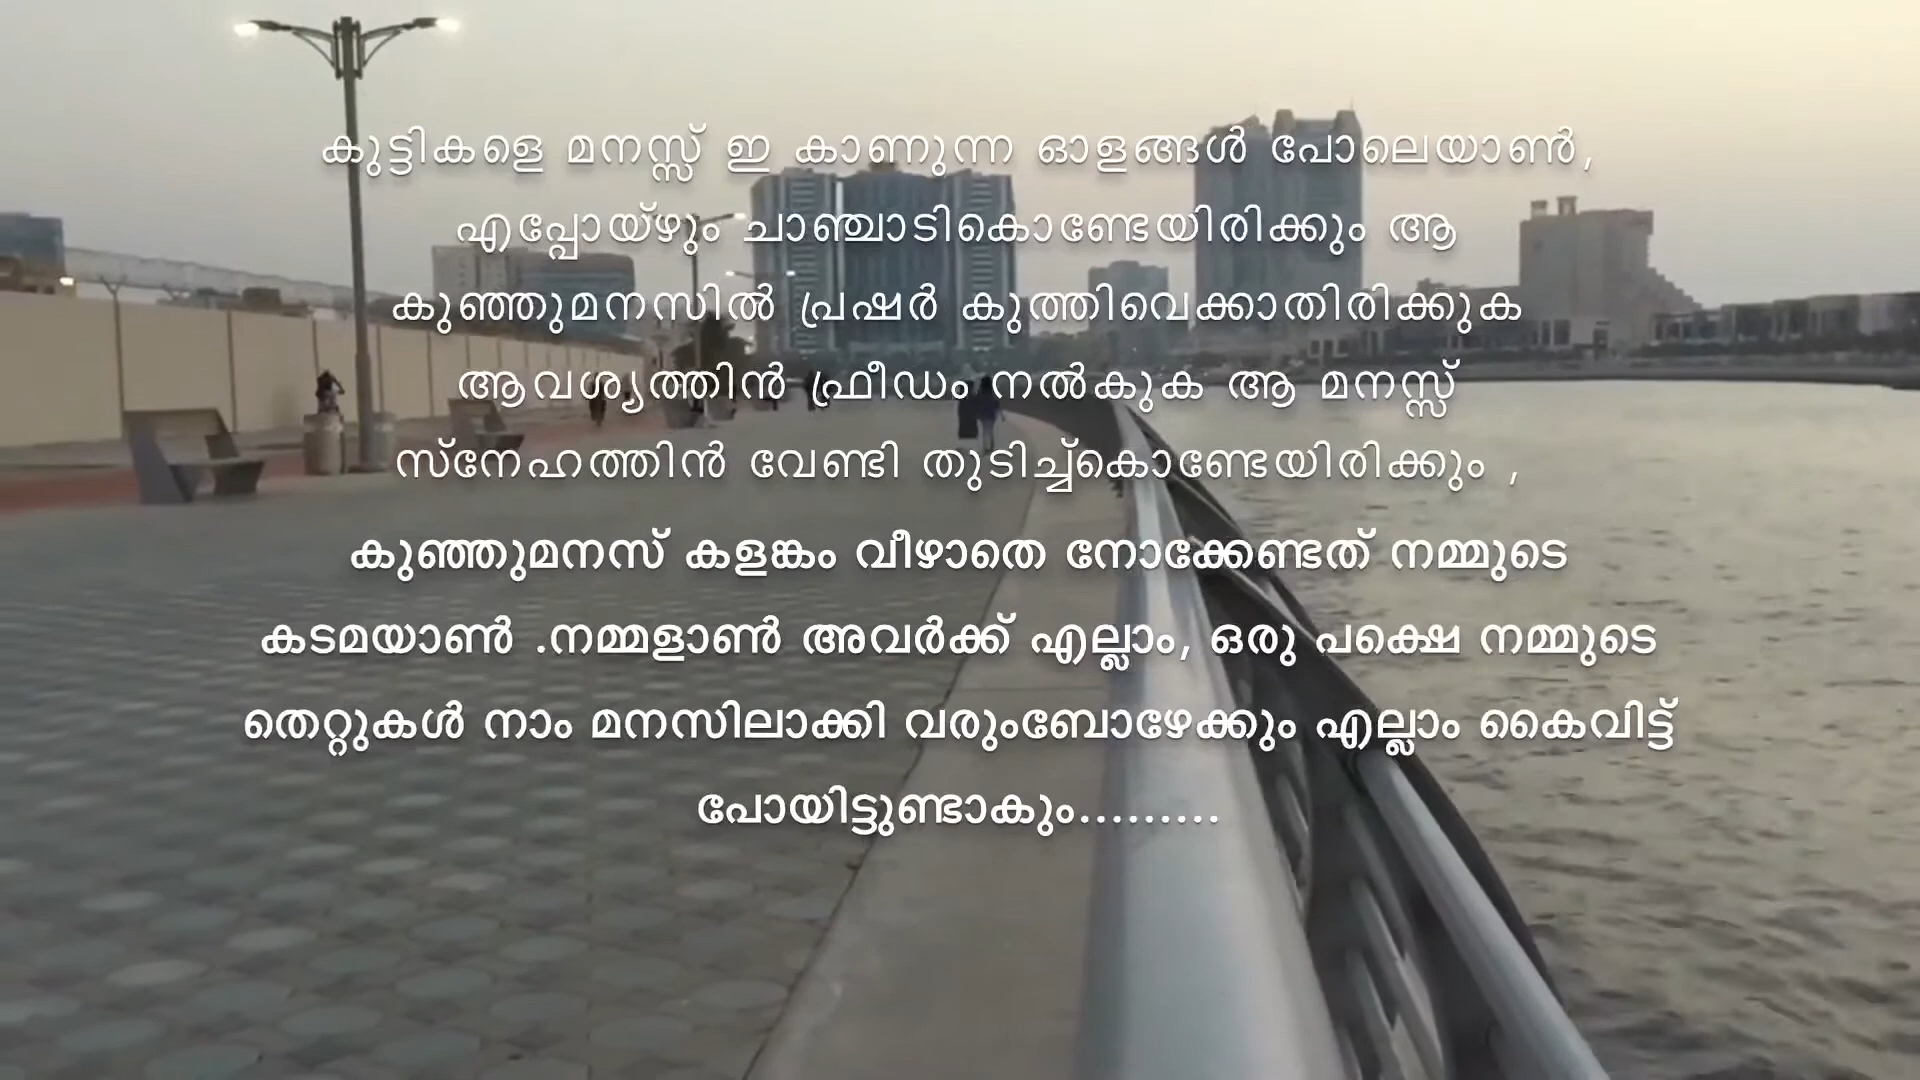 കുട്ടികളെ മനസ്സ് ഇ കാണുന്ന ഓളങ്ങൾ പോലെയാൺ,
എപ്പോയ്ഴും ചാഞ്ചാടികൊണ്ടേയിരിക്കും ആ
കുഞ്ഞുമനസിൽ പ്രഷർ കുത്തിവെക്കാതിരിക്കുക
ആവശ്യത്തിൻ ഫ്രീഡം നൽകുക ആ മനസ്സ്
സ്നേഹത്തിൻ വേണ്ടി തുടിച്ച്കൊണ്ടേയിരിക്കും ,
കുഞ്ഞുമനസ് കളങ്കം വീഴാതെ നോക്കേണ്ടത് നമ്മുടെ
കടമയാൺ .നമ്മളാൺ അവർക്ക് എല്ലാം, ഒരു പക്ഷെ നമ്മുടെ
തെറ്റുകൾ നാം മനസിലാക്കി വരുംബോഴേക്കും എല്ലാം കൈവിട്ട്
പോയിട്ടുണ്ടാകും.........